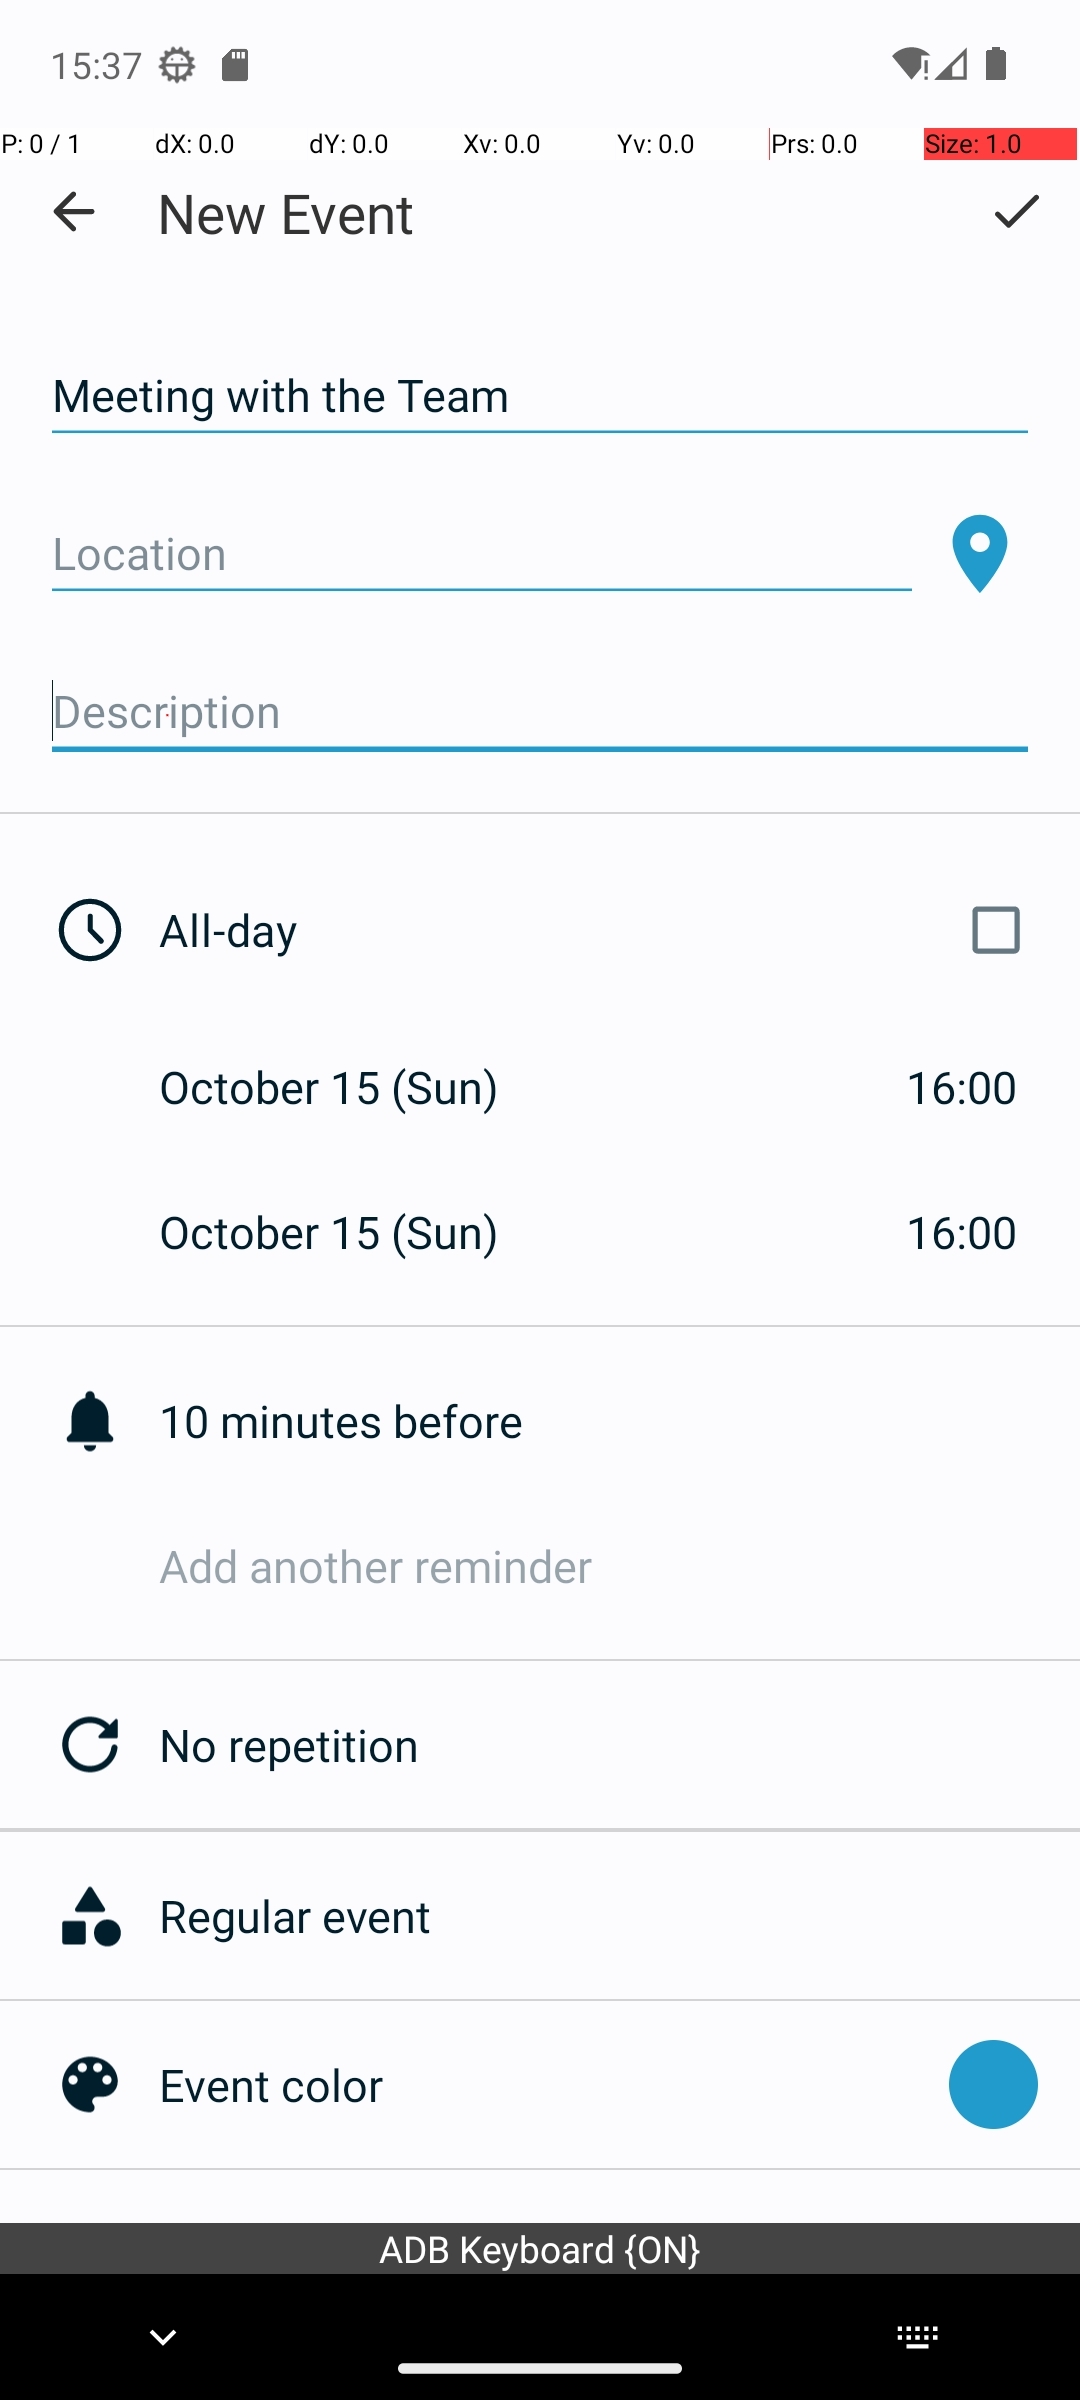 15:37
P: 0 / 1 dX: 0.0 dY: 0.0 Xv: 0.0 Yv: 0.0 Prs: 0.0 Size: 1.0
New Event
Meeting with the Team
Location
Description
All-day
October 15 (Sun) 16:00
October 15 (Sun) 16:00
10 minutes before
Add another reminder
No repetition
Regular event
Event color
ADB Keyboard {ON}